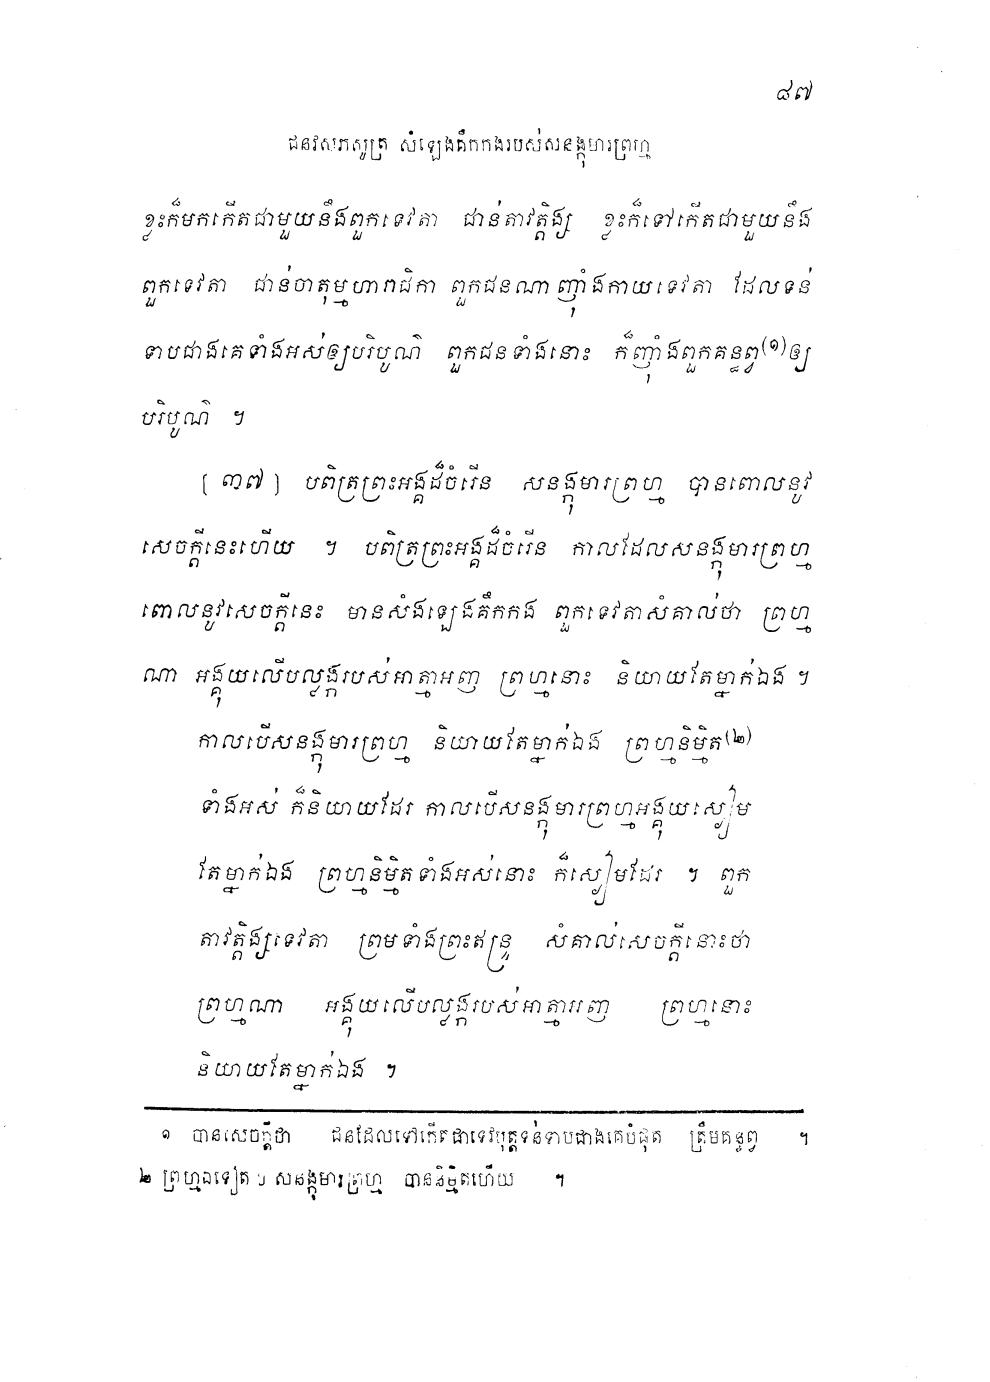 ៨៧
ជនវសភសូត្រ សំឡេងគឹកកងរបស់សនង្កុមារព្រហ្ម
ខ្លះក៏មកកើតជាមួយនឹងពួកទេវតា ជាន់តាវត្តិង្ស ខ្លះក៏ទៅកើតជាមួយនឹង
ពួកទេវតា ជាន់ចាតុម្មហារាជិកា ពួកជនណាញ៉ាំងកាយទេវតា ដែលទន់
ទាបជាងគេទាំងអស់ឲ្យបរិបូណ៌ ពួកជនទាំងនោះ ក៏ញ៉ាំងពួកគន្ធព្វ(១)ឲ្យ
បរិបូណ៌ ។
[៣៧] បពិត្រព្រះអង្គដ៏ចំរើន សនង្កុមារព្រហ្ម បានពោលនូវ
សេចក្តីនេះហើយ ។ បពិត្រព្រះអង្គដ៏ចំរើន កាលដែលសនង្កុមារព្រហ្ម
ពោលនូវសេចក្តីនេះ មានសំងឡេងគឹកកង ពួកទេវតាសំគាល់ថា ព្រហ្ម
ណា អង្គុយលើបល្ល័ង្ករបស់អាត្មាអញ ព្រហ្មនោះ និយាយតែម្នាក់ឯង ។
កាលបើសនង្កុមារព្រហ្ម និយាយតែម្នាក់ឯង ព្រហ្មនិម្មិត(២)
ទាំងអស់ ក៏និយាយដែរ កាលបើសនង្កុមារព្រហ្មអង្គុយស្ងៀម
តែម្នាក់ឯង ព្រហ្មនិម្មិតទាំងអស់នោះ ក៏ស្ងៀមដែរ ។ ពួក
តាវត្តិង្សទេវតា ព្រមទាំងព្រះឥន្ទ្រ សំគាល់សេចក្តីនោះថា
ព្រហ្មណា អង្គុយលើបល្ល័ង្ករបស់អាត្មាអញ ព្រហ្មនោះ
និយាយតែម្នាក់ឯង ។
១ បានសេចក្តីថា ជនដែលទៅកើតជាទេវបុត្តទន់ទាបជាងគេបំផុត ត្រឹមគន្ធព្វ ។
២ ព្រហ្មឯទៀត ៗ សនង្កុមារព្រហ្ម បាននិម្មិតហើយ ។